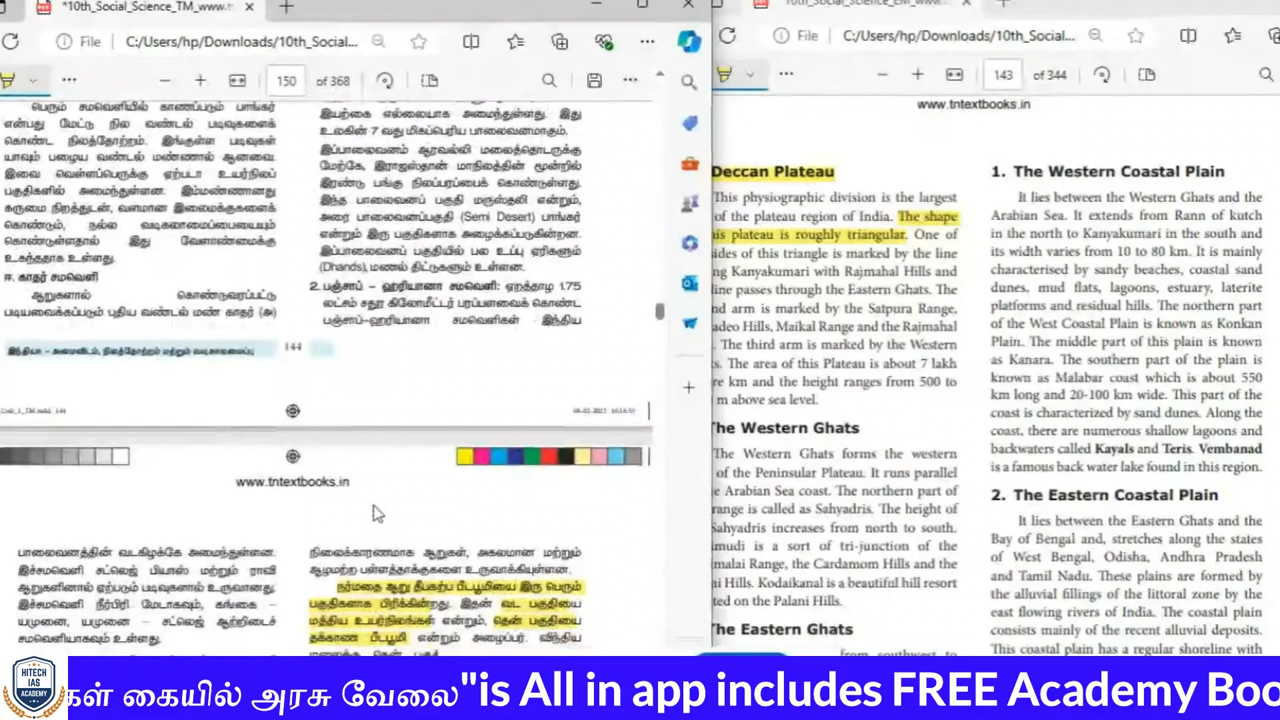 *10th_Social_Science_TM_www.t
10th_Social_Science_EM_www.
File
C:/Users/hp/Downloads/10th_Social...
File
C:/Users/hp/Downloads/10th_Social...
150 of 368
143 of 344
பெரும் சமவெளியில் காணப்படும் பாங்கர்
என்பது மேட்டு நில வண்டல் படிவுகளைக்
கொண்ட நிலத்தோற்றம். இங்குள்ள படிவுகள்
யாவும் பழைய வண்டல் மண்ணால் ஆனவை.
இவை வெள்ளப்பெருக்கு ஏற்படா உயர்நிலப்
பகுதிகளில் அமைந்துள்ளன. இம்மண்ணானது
கருமை நிறத்துடன், வளமான இலைமக்குகளைக்
கொண்டும், நல்ல வடிகாலமைப்பையையும்
கொண்டுள்ளதால் இது வேளாண்மைக்கு
உகந்ததாக உள்ளது.
ஈ. காதர் சமவெளி
ஆறுகளால் கொண்டுவரப்பட்டு
படியவைக்கப்படும் புதிய வண்டல் மண் காதர் (அ)
இயற்கை எல்லையாக அமைந்துள்ளது. இது
உலகின் 7 வது மிகப்பெரிய பாலைவனமாகும்.
இப்பாலைவனம் ஆரவல்லி மலைத்தொடருக்கு
மேற்கே, இராஜஸ்தான் மாநிலத்தின் மூன்றில்
இரண்டு பங்கு நிலப்பரப்பைக் கொண்டுள்ளது.
இந்த பாலைவனப் பகுதி மருஸ்தலி என்றும்,
அரை பாலைவனப்பகுதி (Semi Desert) பாங்கர்
என்றும் இரு பகுதிகளாக அழைக்கப்படுகின்றன.
இப்பாலைவனப் பகுதியில் பல உப்பு ஏரிகளும்
(Dhands), மணல் திட்டுகளும் உள்ளன.
2. பஞ்சாப் – ஹரியானா சமவெளி: ஏறத்தாழ 1.75
லட்சம் சதுர கிலோமீட்டர் பரப்பளவைக் கொண்ட
பஞ்சாப்-ஹரியானா சமவெளிகள் இந்திய
இந்தியா – அமைவிடம், நிலத்தோற்றம் மற்றும் வடிகாலமைப்பு
144
www.tntextbooks.in
பாலைவனத்தின் வடகிழக்கே அமைந்துள்ளன.
இச்சமவெளி சட்லெஜ் பியாஸ் மற்றும் ராவி
ஆறுகளினால் ஏற்படும் படிவுகளால் உருவானது.
இச்சமவெளி நீர்பிரி மேடாகவும், கங்கை –
யமுனை, யமுனை – சட்லெஜ் ஆற்றிடைச்
சமவெளியாகவும் உள்ளது.
நிலைக்காரணமாக ஆறுகள், அகலமான மற்றும்
ஆழமற்ற பள்ளத்தாக்குகளை உருவாக்கியுள்ளன.
நர்மதை ஆறு தீபகற்ப பீடபூமியை இரு பெரும்
பகுதிகளாக பிரிக்கின்றது. இதன் வட பகுதியை
மத்திய உயர்நிலங்கள் என்றும், தென் பகுதியை
தக்காண பீடபூமி என்றும் அழைப்பர். விந்திய
www.tntextbooks.in
Deccan Plateau
This physiographic division is the largest
of the plateau region of India. The shape
his plateau is roughly triangular. One of
ides of this triangle is marked by the line
ng Kanyakumari with Rajmahal Hills and
line passes through the Eastern Ghats. The
nd arm is marked by the Satpura Range,
adeo Hills, Maikal Range and the Rajmahal
. The third arm is marked by the Western
s. The area of this Plateau is about 7 lakh
re km and the height ranges from 500 to
m above sea level.
The Western Ghats
The Western Ghats forms the western
of the Peninsular Plateau. It runs parallel
e Arabian Sea coast. The northern part of
range is called as Sahyadris. The height of
Sahyadris increases from north to south.
imudi is a sort of tri-junction of the
malai Range, the Cardamom Hills and the
ni Hills. Kodaikanal is a beautiful hill resort
ted on the Palani Hills.
The Eastern Ghats
from southwest to
1. The Western Coastal Plain
It lies between the Western Ghats and the
Arabian Sea. It extends from Rann of kutch
in the north to Kanyakumari in the south and
its width varies from 10 to 80 km. It is mainly
characterised by sandy beaches, coastal sand
dunes, mud flats, lagoons, estuary, laterite
platforms and residual hills. The northern part
of the West Coastal Plain is known as Konkan
Plain. The middle part of this plain is known
as Kanara. The southern part of the plain is
known as Malabar coast which is about 550
km long and 20-100 km wide. This part of the
coast is characterized by sand dunes. Along the
coast, there are numerous shallow lagoons and
backwaters called Kayals and Teris. Vembanad
is a famous back water lake found in this region.
2. The Eastern Coastal Plain
It lies between the Eastern Ghats and the
Bay of Bengal and, stretches along the states
of West Bengal, Odisha, Andhra Pradesh
and Tamil Nadu. These plains are formed by
the alluvial fillings of the littoral zone by the
east flowing rivers of India. The coastal plain
consists mainly of the recent alluvial deposits.
This coastal plain has a regular shoreline with
HITECH
IAS
ACADEMY
கள் கையில் அரசு வேலை"is All in app includes FREE Academy Boo